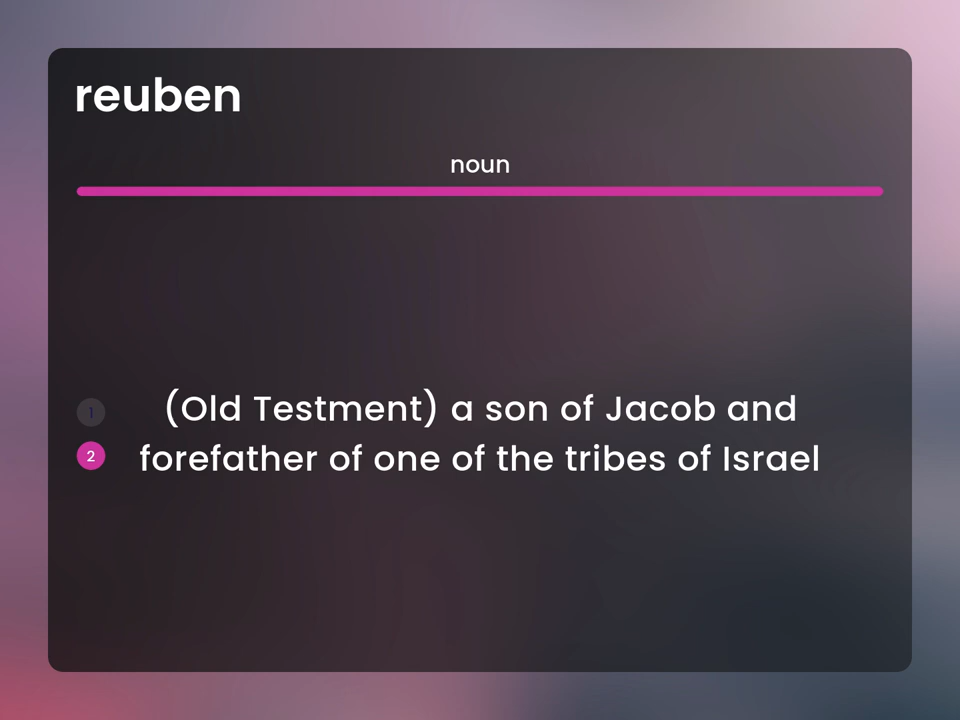 reuben
noun
1
(Old Testment) a son of Jacob and
2
forefather of one of the tribes of Israel